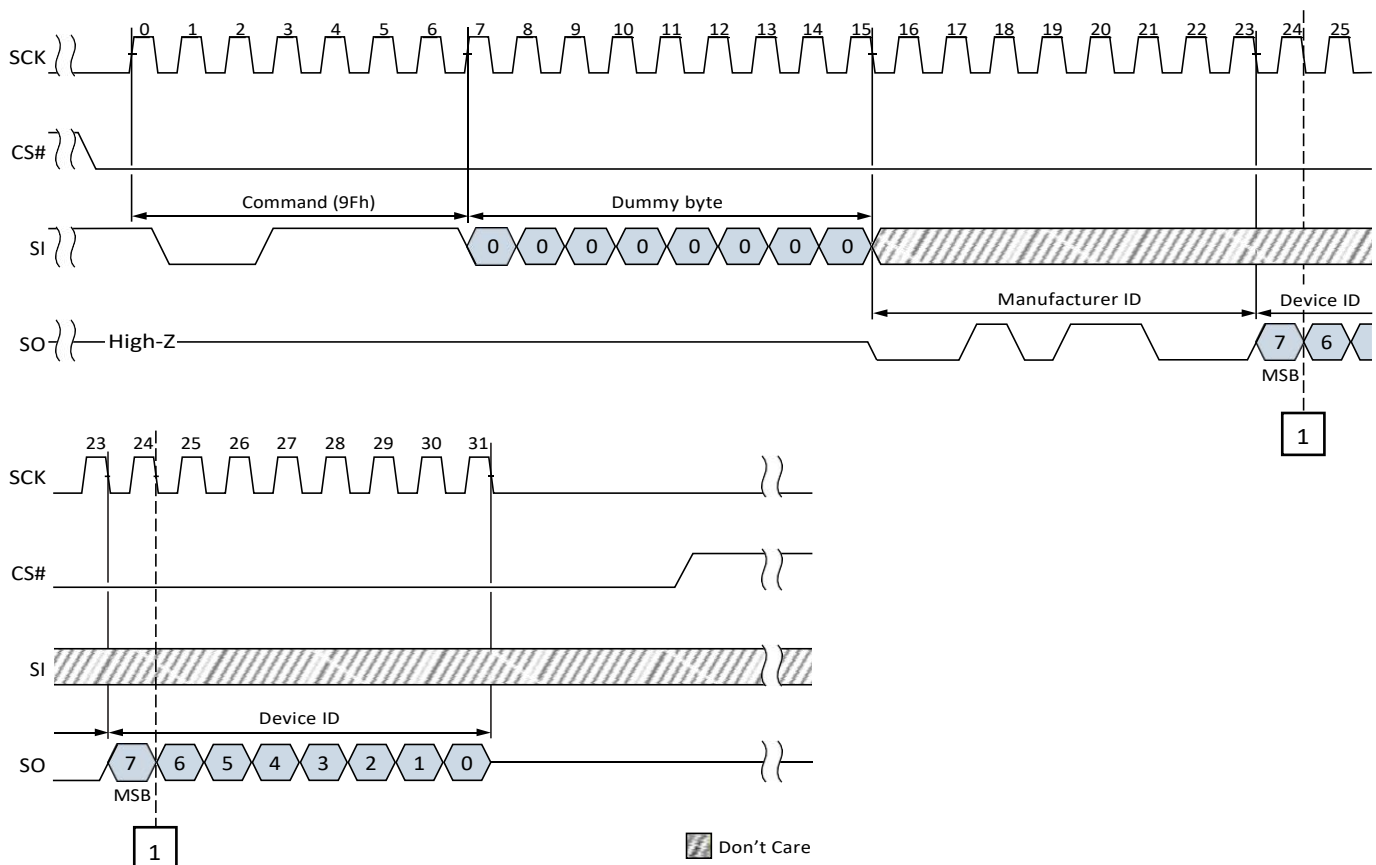 0 1 2 3 4 5 6 7 8 9 10 11 12 13 14 15 16 17 18 19 20 21 22 23 24 25
SCK
CS#
Command (9Fh) Dummy byte
SI 0 0 0 0 0 0 0 0
Manufacturer ID Device ID
SO High-Z 7 6
MSB
1
23 24 25 26 27 28 29 30 31
SCK
CS#
SI
Device ID
SO 7 6 5 4 3 2 1 0
MSB
1
Don't Care